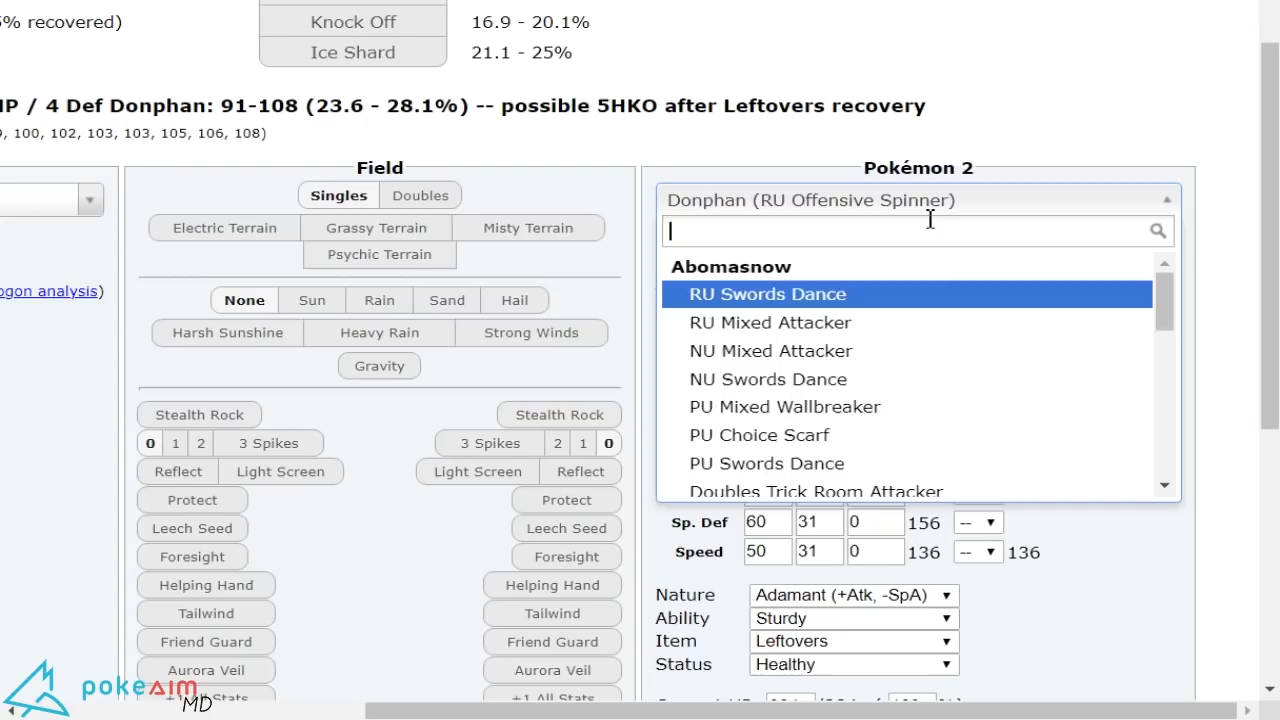 % recovered)
Knock Off
16.9 - 20.1%
Ice Shard
21.1 - 25%
HP / 4 Def Donphan: 91-108 (23.6 - 28.1%) -- possible 5HKO after Leftovers recovery
, 100, 102, 103, 103, 105, 106, 108)
Field
Singles Doubles
Electric Terrain Grassy Terrain Misty Terrain
Psychic Terrain
None Sun Rain Sand Hail
Harsh Sunshine Heavy Rain Strong Winds
Gravity
Stealth Rock Stealth Rock
0 1 2 3 Spikes 3 Spikes 2 1 0
Reflect Light Screen Light Screen Reflect
Protect Protect
Leech Seed Leech Seed
Foresight Foresight
Helping Hand Helping Hand
Tailwind Tailwind
Friend Guard Friend Guard
Aurora Veil Aurora Veil
+1 All Stats
ogon analysis)
Pokémon 2
Donphan (RU Offensive Spinner)
Abomasnow
RU Swords Dance
RU Mixed Attacker
NU Mixed Attacker
NU Swords Dance
PU Mixed Wallbreaker
PU Choice Scarf
PU Swords Dance
Doubles Trick Room Attacker
Sp. Def 60 31 0 156 --
Speed 50 31 0 136 -- 136
Nature Adamant (+Atk, -SpA)
Ability Sturdy
Item Leftovers
Status Healthy
pokeaim
MD